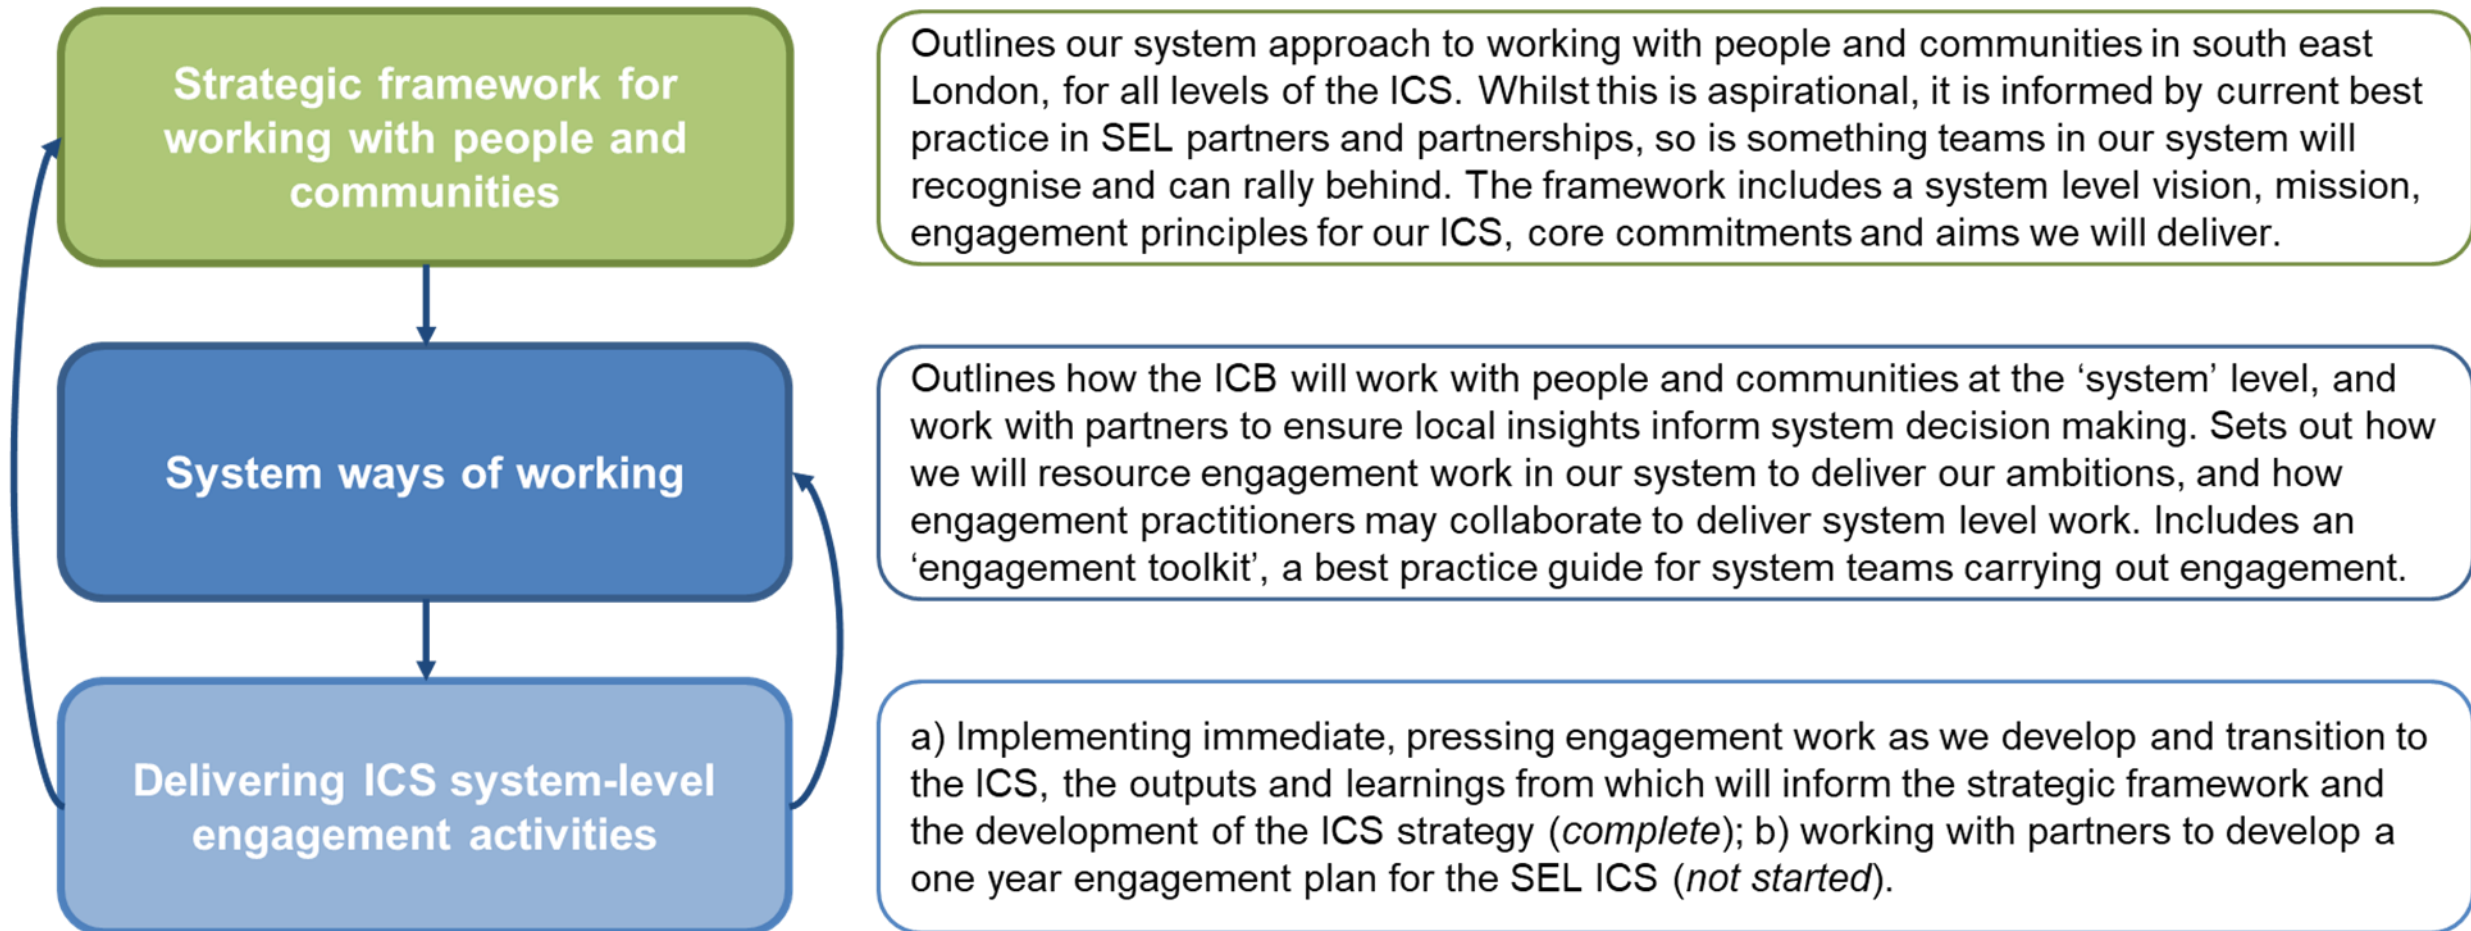 Strategic framework for
working with people and
communities
Outlines our system approach to working with people and communities in south east
London, for all levels of the ICS. Whilst this is aspirational, it is informed by current best
practice in SEL partners and partnerships, so is something teams in our system will
recognise and can rally behind. The framework includes a system level vision, mission,
engagement principles for our ICS, core commitments and aims we will deliver.
System ways of working
Outlines how the ICB will work with people and communities at the ‘system’ level, and
work with partners to ensure local insights inform system decision making. Sets out how
we will resource engagement work in our system to deliver our ambitions, and how
engagement practitioners may collaborate to deliver system level work. Includes an
‘engagement toolkit’, a best practice guide for system teams carrying out engagement.
Delivering ICS system-level
engagement activities
a) Implementing immediate, pressing engagement work as we develop and transition to
the ICS, the outputs and learnings from which will inform the strategic framework and
the development of the ICS strategy (complete); b) working with partners to develop a
one year engagement plan for the SEL ICS (not started).